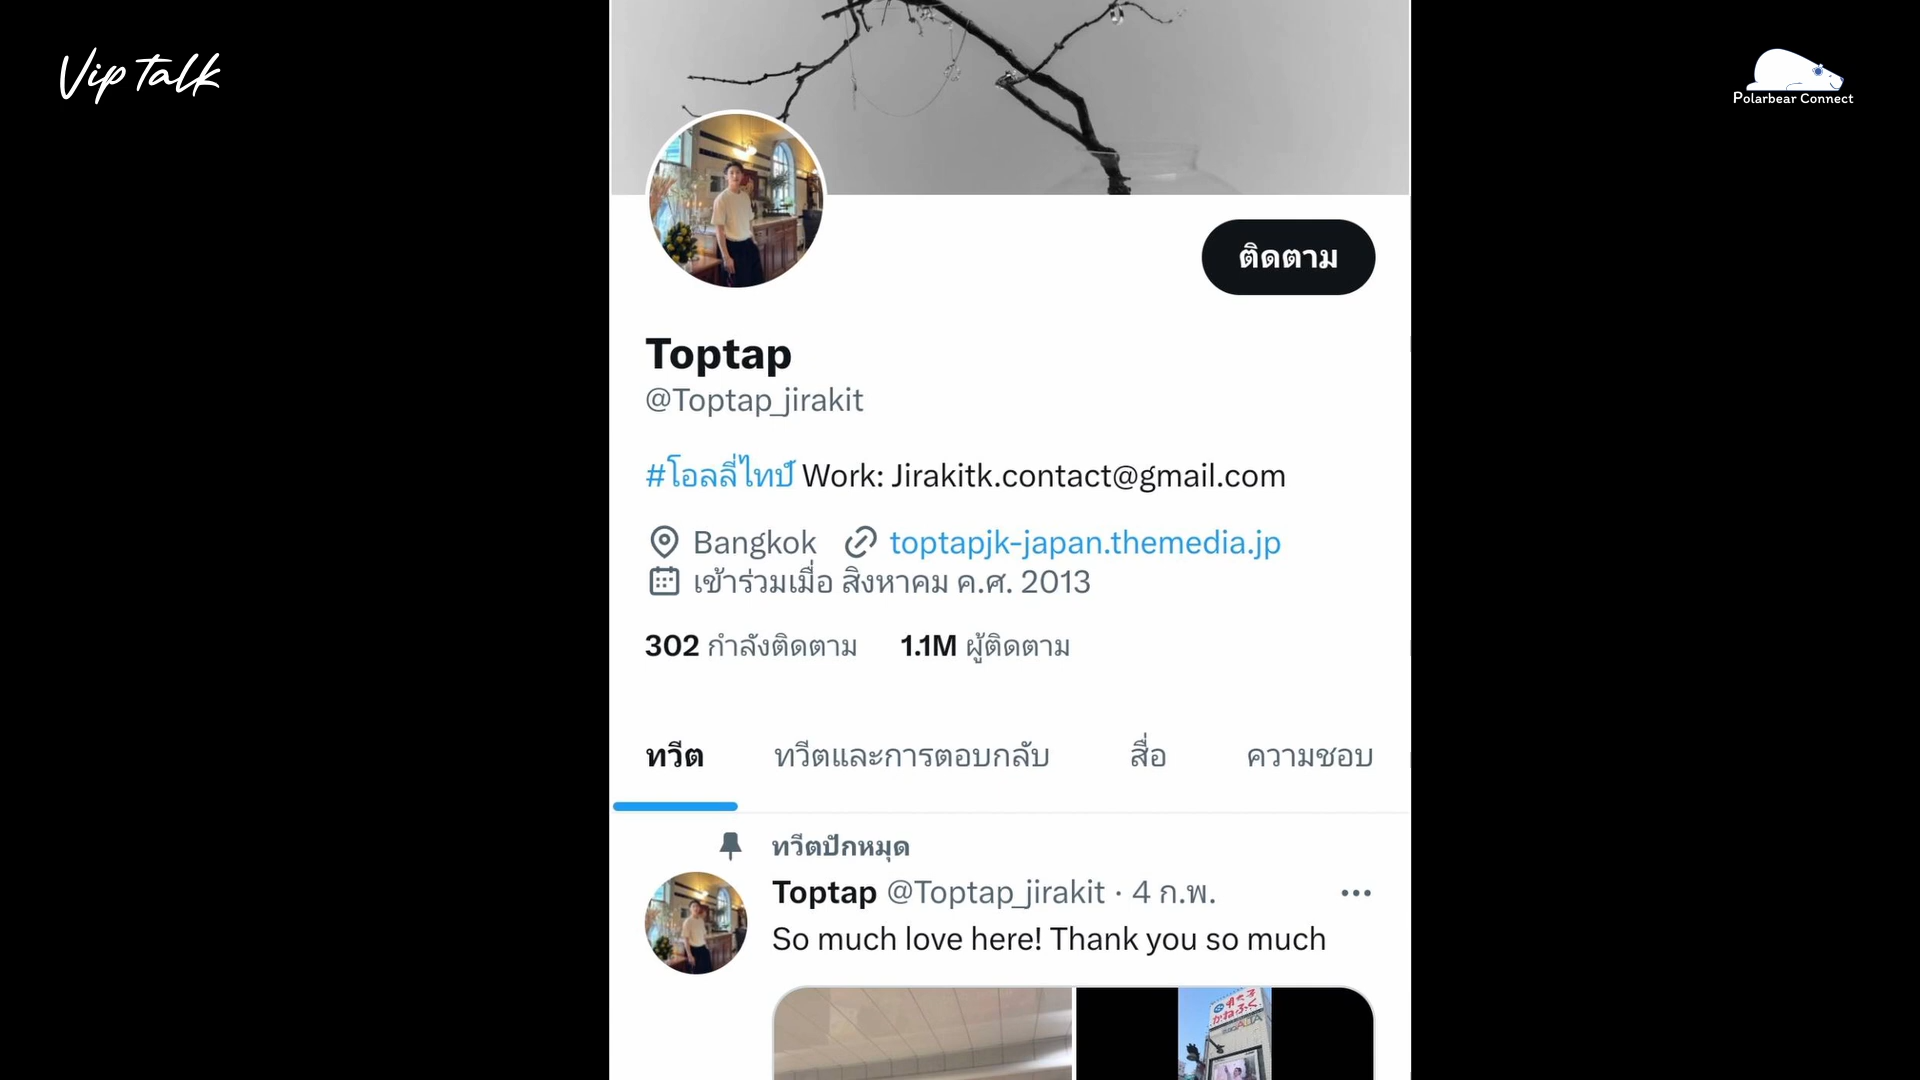 Vip Talk
Polarbear Connect
ติดตาม
Toptap
@Toptap_jirakit
#โอลลี่ไทป์ Work: Jirakitk.contact@gmail.com
Bangkok toptapjk-japan.themedia.jp
เข้าร่วมเมื่อ สิงหาคม ค.ศ. 2013
302 กำลังติดตาม 1.1M ผู้ติดตาม
ทวีต ทวีตและการตอบกลับ สื่อ ความชอบ
ทวีตปักหมุด
Toptap @Toptap_jirakit · 4 ก.พ.
So much love here! Thank you so much
かねふく